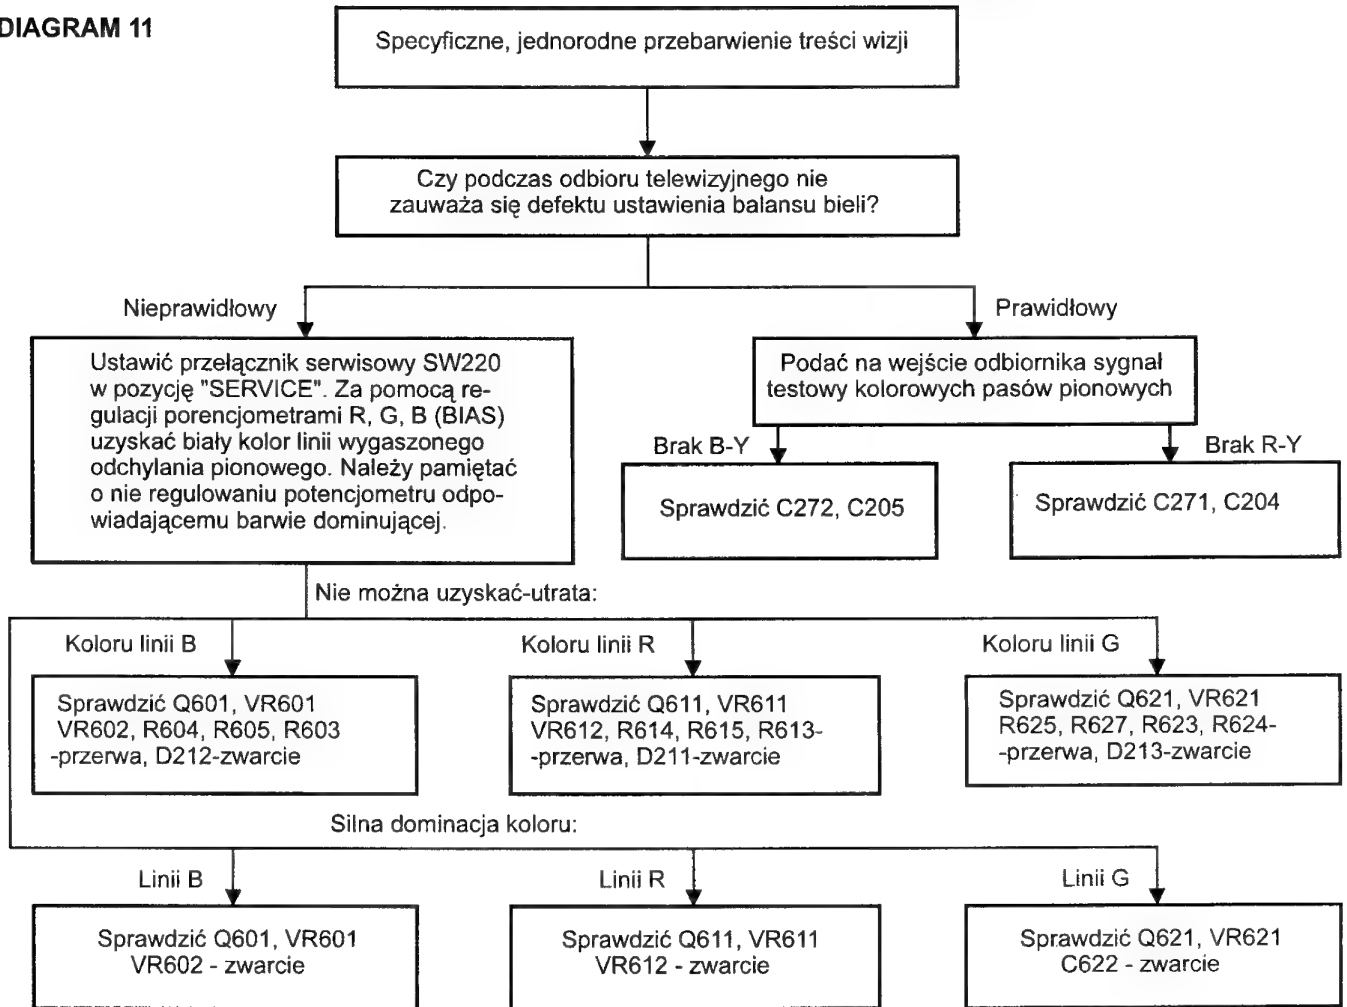 DIAGRAM 11
Specyficzne, jednorodne przebarwienie treści wizji
Czy podczas odbioru telewizyjnego nie
zauważa się defektu ustawienia balansu bieli?
Nieprawidłowy
Prawidłowy
Ustawić przełącznik serwisowy SW220
w pozycję "SERVICE". Za pomocą re-
gulacji porencjometrami R, G, B (BIAS)
uzyskać biały kolor linii wygaszonego
odchylania pionowego. Należy pamiętać
o nie regulowaniu potencjometru odpo-
wiadającemu barwie dominującej.
Podać na wejście odbiornika sygnał
testowy kolorowych pasów pionowych
Brak B-Y
Brak R-Y
Sprawdzić C272, C205
Sprawdzić C271, C204
Nie można uzyskać-utrata:
Koloru linii B
Koloru linii R
Koloru linii G
Sprawdzić Q601, VR601
VR602, R604, R605, R603
-przerwa, D212-zwarcie
Sprawdzić Q611, VR611
VR612, R614, R615, R613-
-przerwa, D211-zwarcie
Sprawdzić Q621, VR621
R625, R627, R623, R624-
-przerwa, D213-zwarcie
Silna dominacja koloru:
Linii B
Linii R
Linii G
Sprawdzić Q601, VR601
VR602 - zwarcie
Sprawdzić Q611, VR611
VR612 - zwarcie
Sprawdzić Q621, VR621
C622 - zwarcie